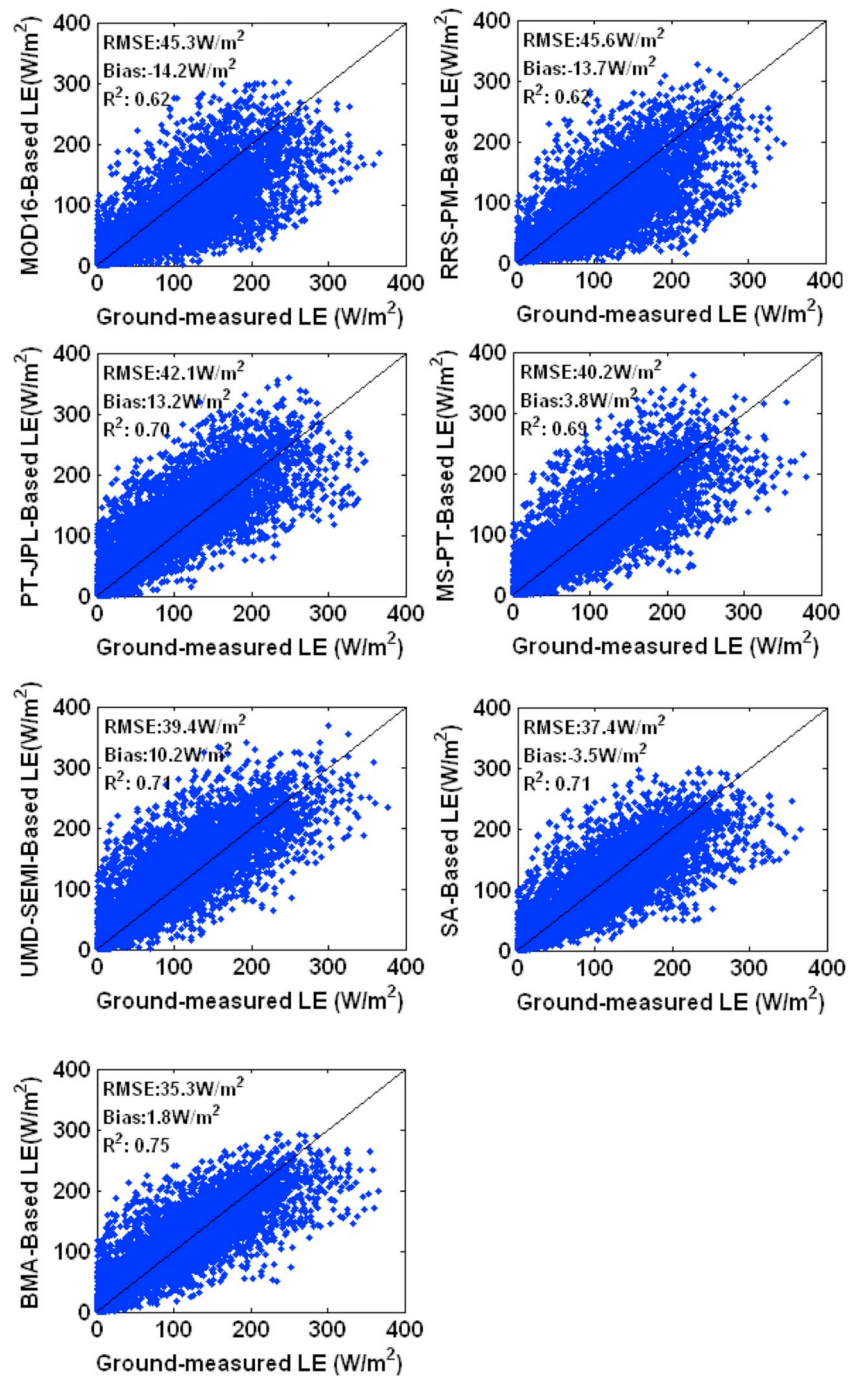 MOD16-Based LE(W/m²)
400
300
200
100
0
RMSE:45.3W/m²
Bias:-14.2W/m²
R²: 0.62
0 100 200 300 400
Ground-measured LE (W/m²)
RRS-PM-Based LE(W/m²)
400
300
200
100
0
RMSE:45.6W/m²
Bias:-13.7W/m²
R²: 0.62
0 100 200 300 400
Ground-measured LE (W/m²)
PT-JPL-Based LE(W/m²)
400
300
200
100
0
RMSE:42.1W/m²
Bias:13.2W/m²
R²: 0.70
0 100 200 300 400
Ground-measured LE (W/m²)
MS-PT-Based LE(W/m²)
400
300
200
100
0
RMSE:40.2W/m²
Bias:3.8W/m²
R²: 0.69
0 100 200 300 400
Ground-measured LE (W/m²)
UMD-SEMI-Based LE(W/m²)
400
300
200
100
0
RMSE:39.4W/m²
Bias:10.2W/m²
R²: 0.71
0 100 200 300 400
Ground-measured LE (W/m²)
SA-Based LE(W/m²)
400
300
200
100
0
RMSE:37.4W/m²
Bias:-3.5W/m²
R²: 0.71
0 100 200 300 400
Ground-measured LE (W/m²)
BMA-Based LE(W/m²)
400
300
200
100
0
RMSE:35.3W/m²
Bias:1.8W/m²
R²: 0.75
0 100 200 300 400
Ground-measured LE (W/m²)